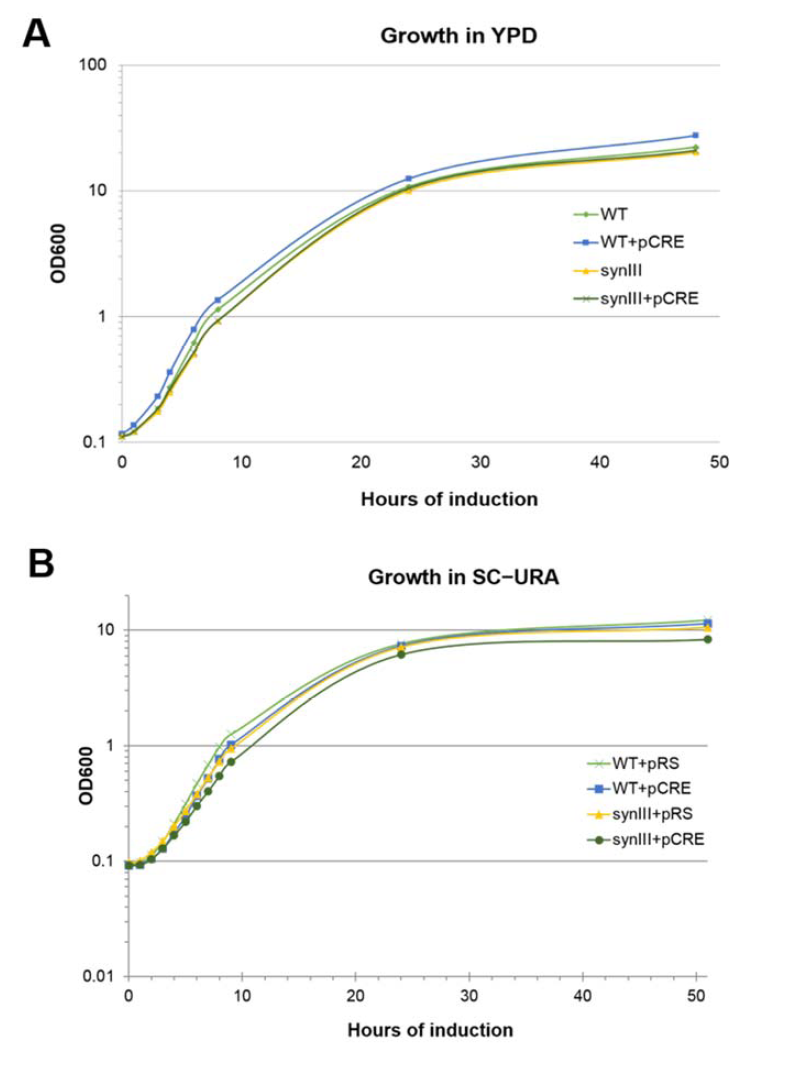 A
Growth in YPD
100
10
1
0.1
OD600
WT
WT+pCRE
synIII
synIII+pCRE
0 10 20 30 40 50
Hours of induction
B
Growth in SC−URA
10
1
0.1
0.01
OD600
WT+pRS
WT+pCRE
synIII+pRS
synIII+pCRE
0 10 20 30 40 50
Hours of induction